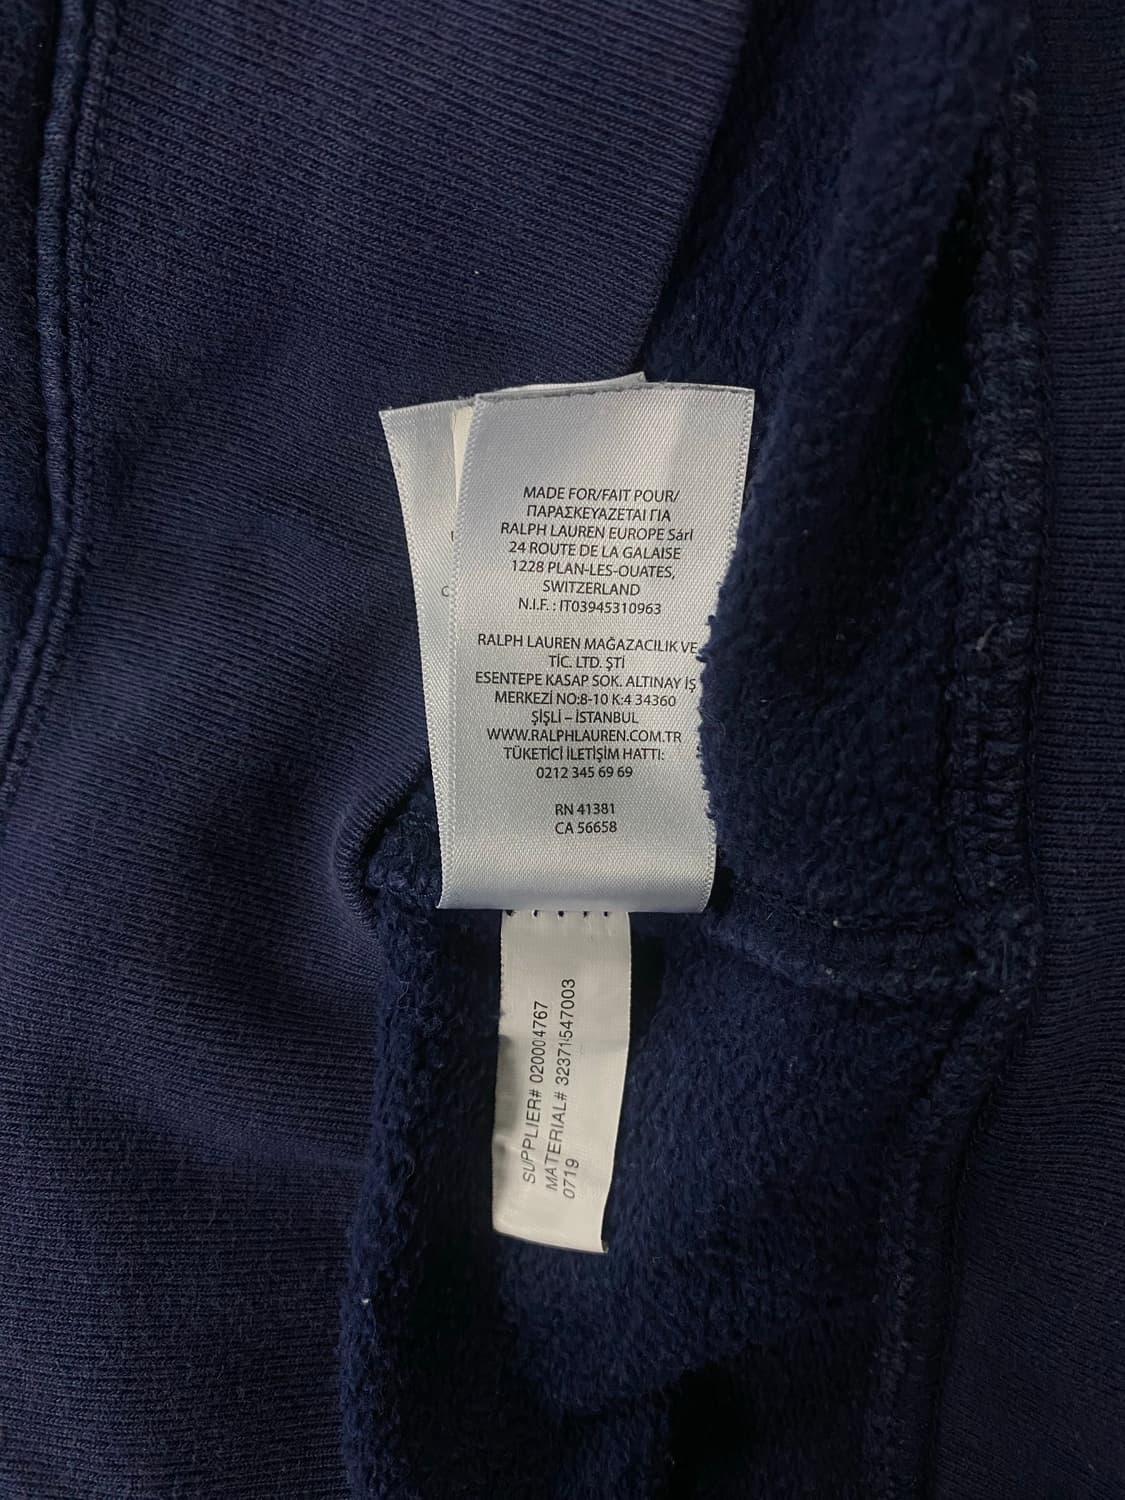 MADE FOR/FAIT POUR/
ΠΑΡΑΣΚΕΥΑΖΕΤΑΙ ΓΙΑ
RALPH LAUREN EUROPE Sárl
24 ROUTE DE LA GALAISE
1228 PLAN-LES-OUATES,
SWITZERLAND
N.I.F. : IT03945310963
RALPH LAUREN MAĞAZACILIK VE
TİC. LTD. ŞTİ
ESENTEPE KASAP SOK. ALTINAY İŞ
MERKEZİ NO:8-10 K:4 34360
ŞİŞLİ – İSTANBUL
WWW.RALPHLAUREN.COM.TR
TÜKETİCİ İLETİŞİM HATTI:
0212 345 69 69
RN 41381
CA 56658
SUPPLIER# 020004767
MATERIAL# 32371547003
0719